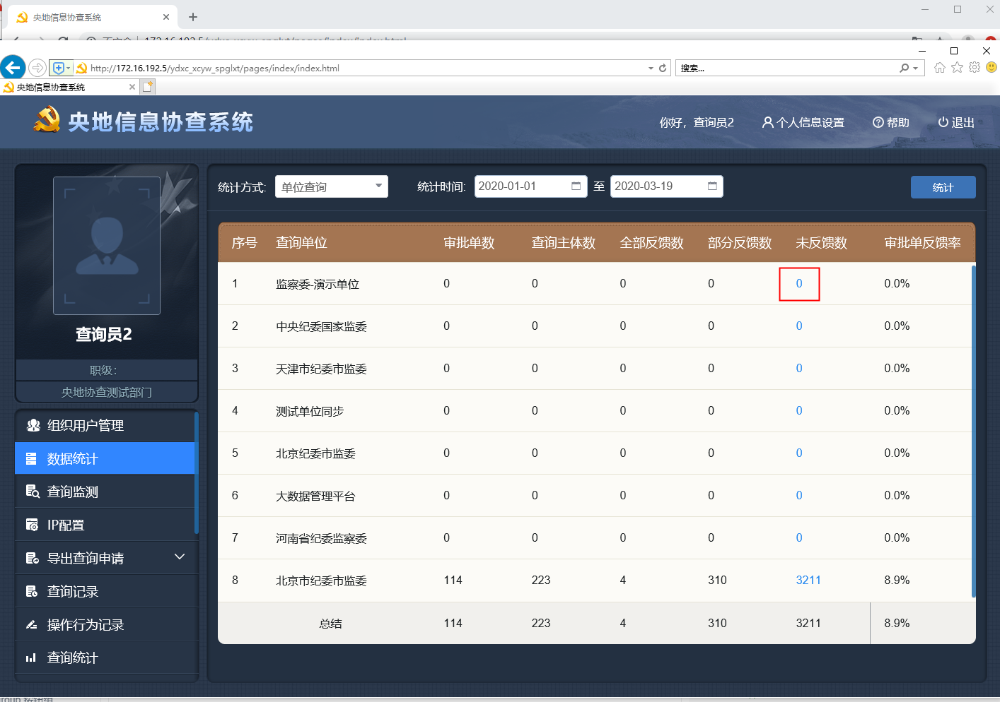 央地信息协查系统
http://172.16.192.5/ydxc_xcyw_spglxt/pages/index/index.html
搜索...
央地信息协查系统
央地信息协查系统
你好，查询员2
个人信息设置
帮助
退出
查询员2
职级：
央地协查测试部门
组织用户管理
数据统计
查询监测
IP配置
导出查询申请
查询记录
操作行为记录
查询统计
统计方式: 单位查询 统计时间: 2020-01-01 至 2020-03-19 统计
序号 查询单位 审批单数 查询主体数 全部反馈数 部分反馈数 未反馈数 审批单反馈率
1 监察委-演示单位 0 0 0 0 0 0.0%
2 中央纪委国家监委 0 0 0 0 0 0.0%
3 天津市纪委市监委 0 0 0 0 0 0.0%
4 测试单位同步 0 0 0 0 0 0.0%
5 北京纪委市监委 0 0 0 0 0 0.0%
6 大数据管理平台 0 0 0 0 0 0.0%
7 河南省纪委监察委 0 0 0 0 0 0.0%
8 北京市纪委市监委 114 223 4 310 3211 8.9%
总结 114 223 4 310 3211 8.9%